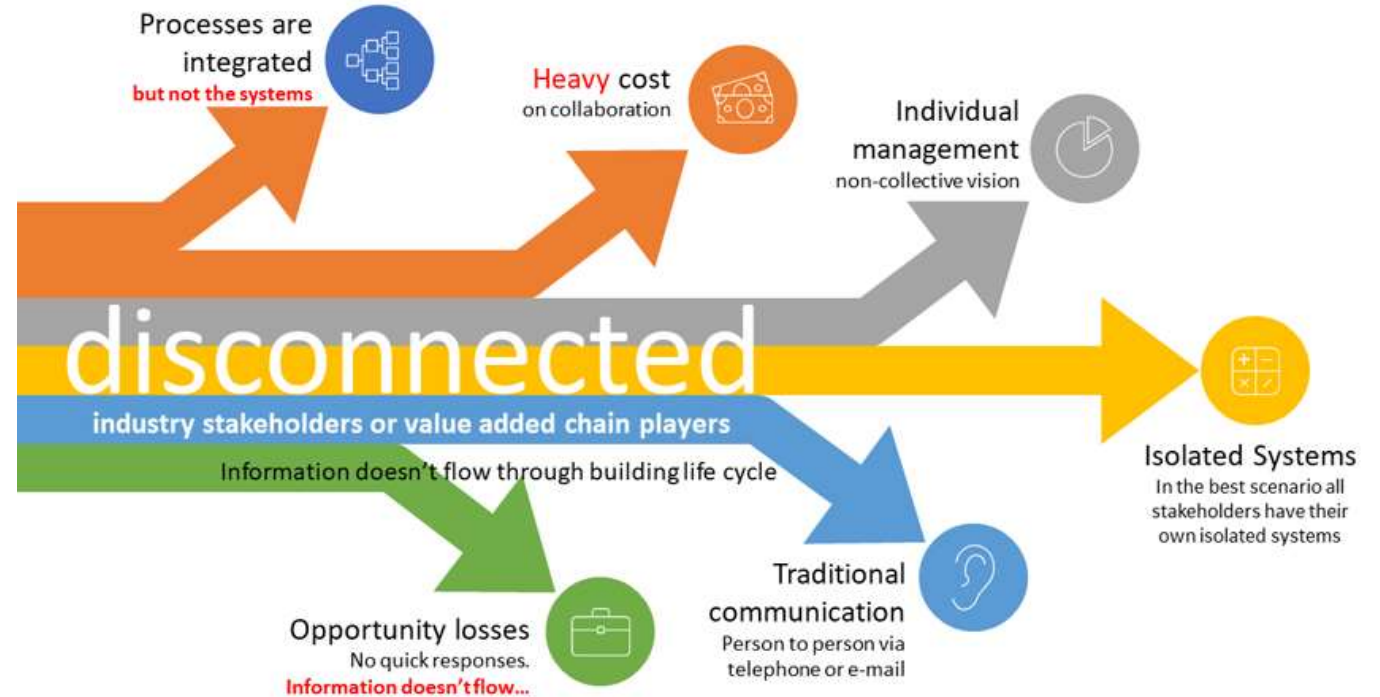 Processes are
integrated
but not the systems
Heavy cost
on collaboration
Individual
management
non-collective vision
disconnected
industry stakeholders or value added chain players
Information doesn't flow through building life cycle
Isolated Systems
In the best scenario all
stakeholders have their
own isolated systems
Traditional
communication
Person to person via
telephone or e-mail
Opportunity losses
No quick responses.
Information doesn't flow...